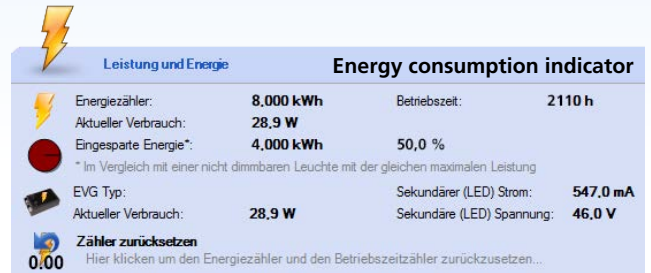 Leistung und Energie Energy consumption indicator
Energiezähler: 8,000 kWh Betriebszeit: 2110 h
Aktueller Verbrauch: 28,9 W
Eingesparte Energie*: 4,000 kWh 50,0 %
* Im Vergleich mit einer nicht dimmbaren Leuchte mit der gleichen maximalen Leistung
EVG Typ: Sekundärer (LED) Strom: 547,0 mA
Aktueller Verbrauch: 28,9 W Sekundäre (LED) Spannung: 46,0 V
Zähler zurücksetzen
0.00 Hier klicken um den Energiezähler und den Betriebszeitzähler zurückzusetzen...